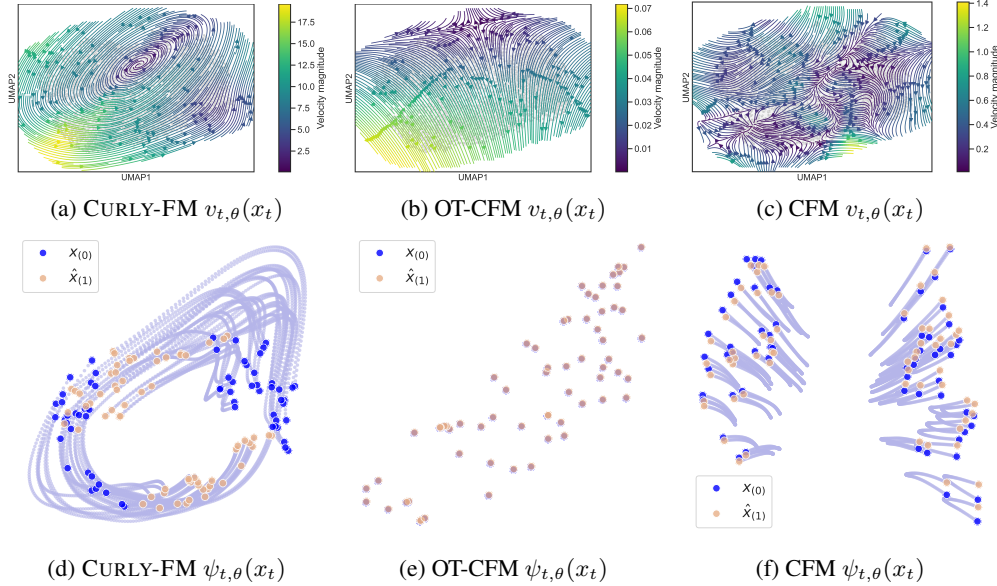 17.5
15.0
12.5
10.0
7.5
5.0
2.5
Velocity magnitude
UMAP2
UMAP1
0.07
0.06
0.05
0.04
0.03
0.02
0.01
Velocity magnitude
UMAP2
UMAP1
1.4
1.2
1.0
0.8
0.6
0.4
0.2
Velocity magnitude
UMAP2
UMAP1
(a) CURLY-FM v_{t,θ}(x_t)
(b) OT-CFM v_{t,θ}(x_t)
(c) CFM v_{t,θ}(x_t)
x_{(0)}
x̂_{(1)}
x_{(0)}
x̂_{(1)}
x_{(0)}
x̂_{(1)}
(d) CURLY-FM ψ_{t,θ}(x_t)
(e) OT-CFM ψ_{t,θ}(x_t)
(f) CFM ψ_{t,θ}(x_t)